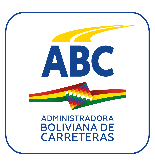 ABC
ADMINISTRADORA
BOLIVIANA DE
CARRETERAS